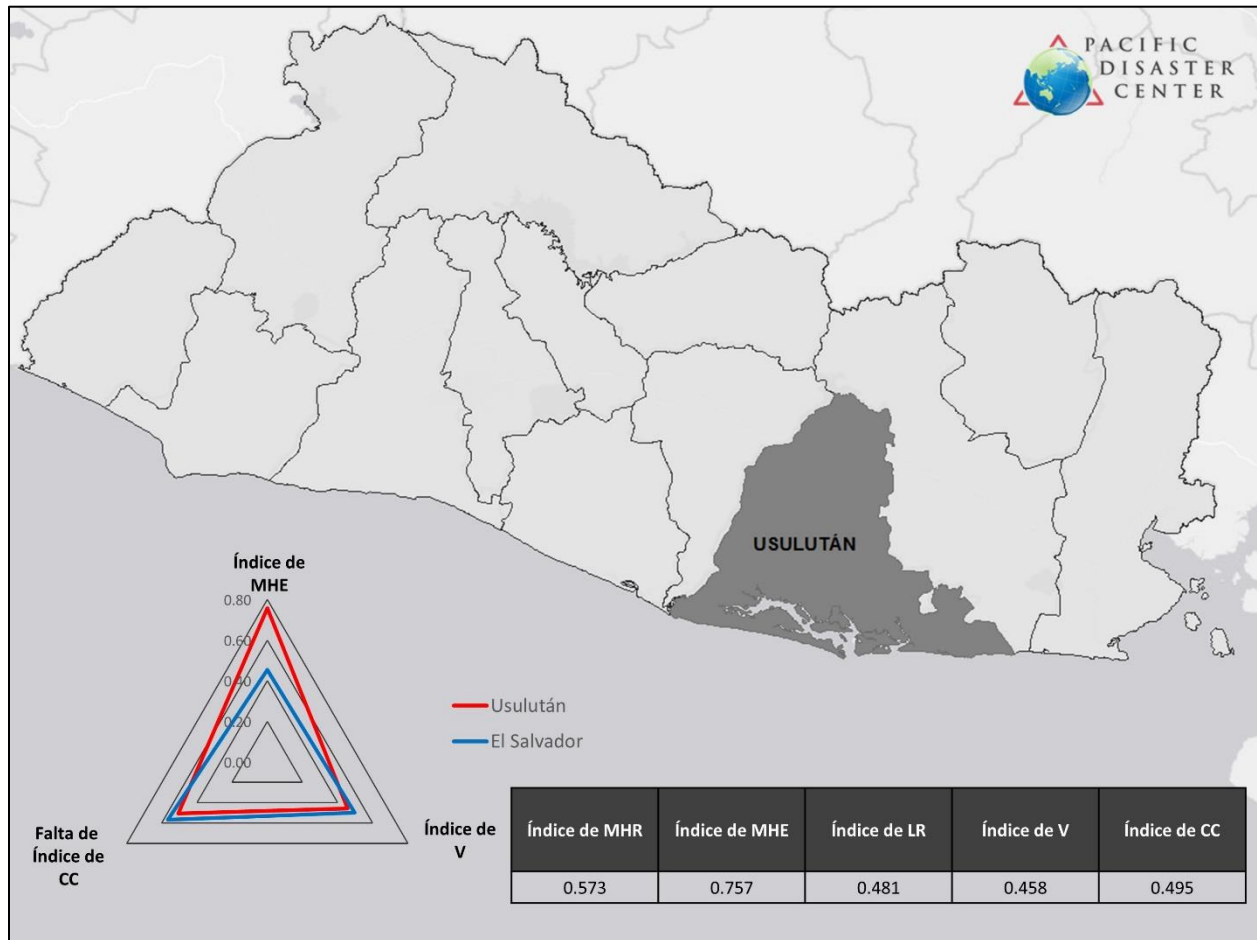 PACIFIC
DISASTER
CENTER
USULUTÁN
Índice de
MHE
0.80
0.60
0.40
0.20
0.00
Usulután
El Salvador
Falta de
Índice de
CC
Índice de
V
Índice de MHR Índice de MHE Índice de LR Índice de V Índice de CC
0.573 0.757 0.481 0.458 0.495